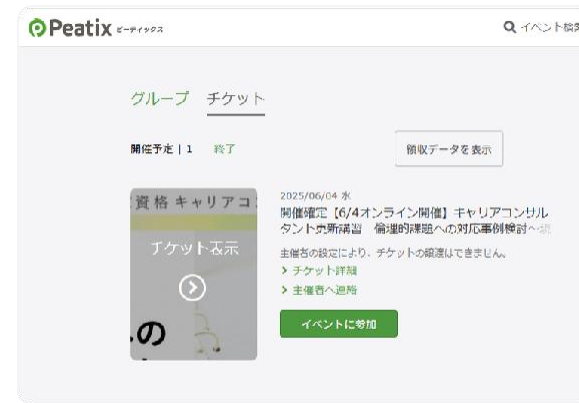 Peatix ピーティックス
イベント検索
グループ チケット
開催予定 | 1 終了
領収データを表示
資格 キャリアコ
チケット表示
の
2025/06/04 水
開催確定【6/4オンライン開催】キャリアコンサル
タント更新講習 倫理的課題への対応事例検討~
主催者の設定により、チケットの譲渡はできません。
チケット詳細
主催者へ連絡
イベントに参加